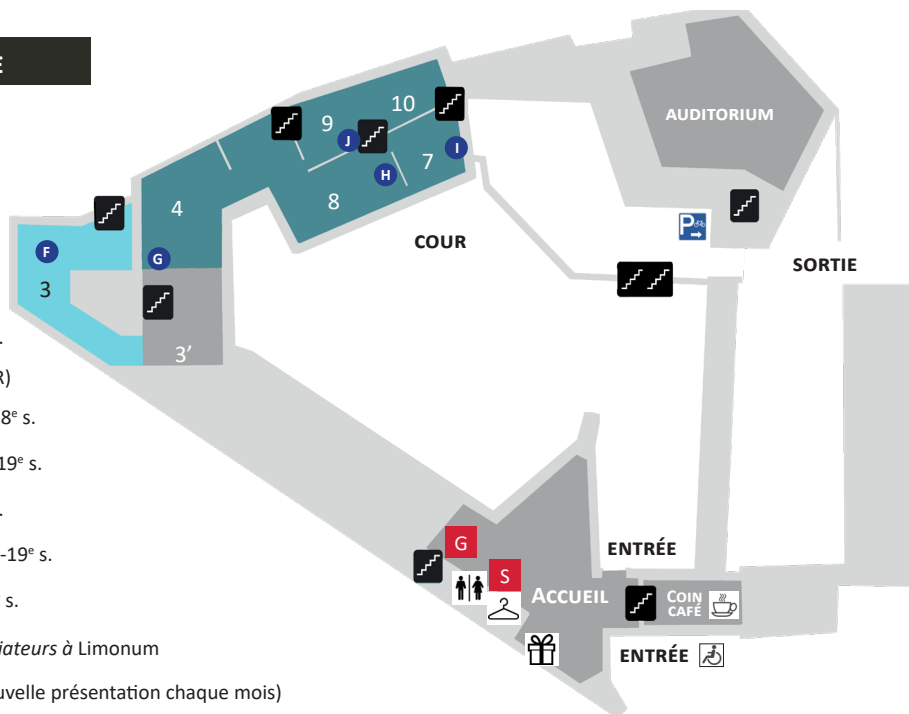 E
10
9
AUDITORIUM
J
I
7
H
4
8
COUR
F
G
P
SORTIE
3
3′
.
R)
8e s.
19e s.
.
-19e s.
s.
iateurs à Limonum
uvelle présentation chaque mois)
G
ENTRÉE
S
ACCUEIL
COIN
CAFÉ
ENTRÉE